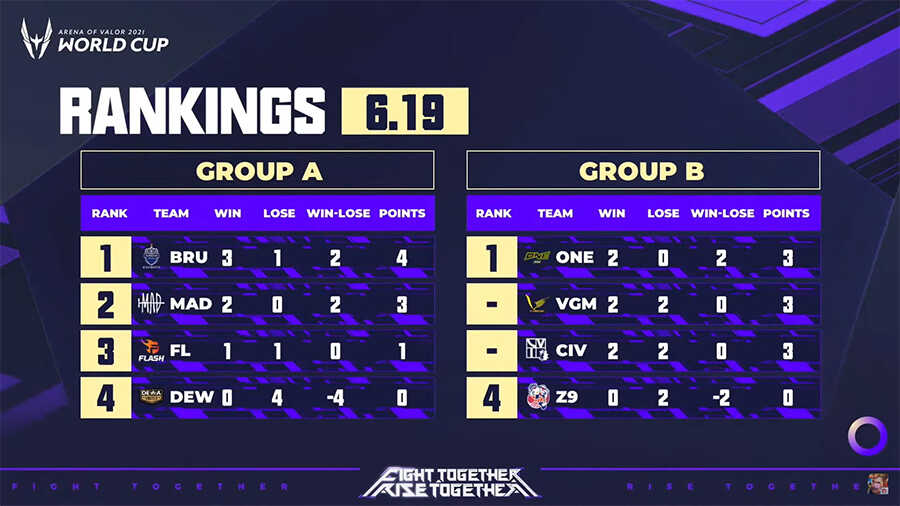 ARENA OF VALOR 2021
WORLD CUP
RANKINGS 6.19
GROUP A
RANK TEAM WIN LOSE WIN-LOSE POINTS
1 BRU 3 1 2 4
2 MAD MAD 2 0 2 3
3 FLASH FL 1 1 0 1
4 DEW 0 4 -4 0
GROUP B
RANK TEAM WIN LOSE WIN-LOSE POINTS
1 ONE ONE 2 0 2 3
- VGM 2 2 0 3
- CIV 2 2 0 3
4 Z9 0 2 -2 0
FIGHT TOGETHER
FIGHT TOGETHER
RISE TOGETHER
RISE TOGETHE